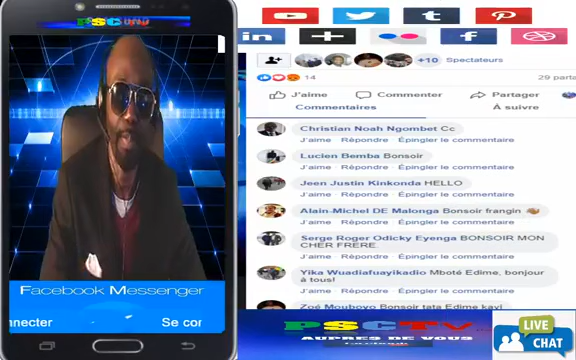 PSCTV
in
+10 Spectateurs
14 29 parta
J'aime Commenter Partager
Commentaires À suivre
Christian Noah Ngombet Cc
J'aime Répondre Épingler le commentaire
Lucien Bemba Bonsoir
J'aime Répondre Épingler le commentaire
Jeen Justin Kinkonda HELLO
J'aime Répondre Épingler le commentaire
Alain-Michel DE Malonga Bonsoir frangin
J'aime Répondre Épingler le commentaire
Serge Roger Odicky Eyenga BONSOIR MON
CHER FRERE
J'aime Répondre Épingler le commentaire
Yika Wuadiafuayikadio Mboté Edime, bonjour
à tous!
J'aime Répondre Épingler le commentaire
Zoé Mouboyo Bonsoir tata Edime kayi
Facebook Messenger
nnecter Se cor
PSCTV
AUPRES DE VOUS
LIVE
CHAT